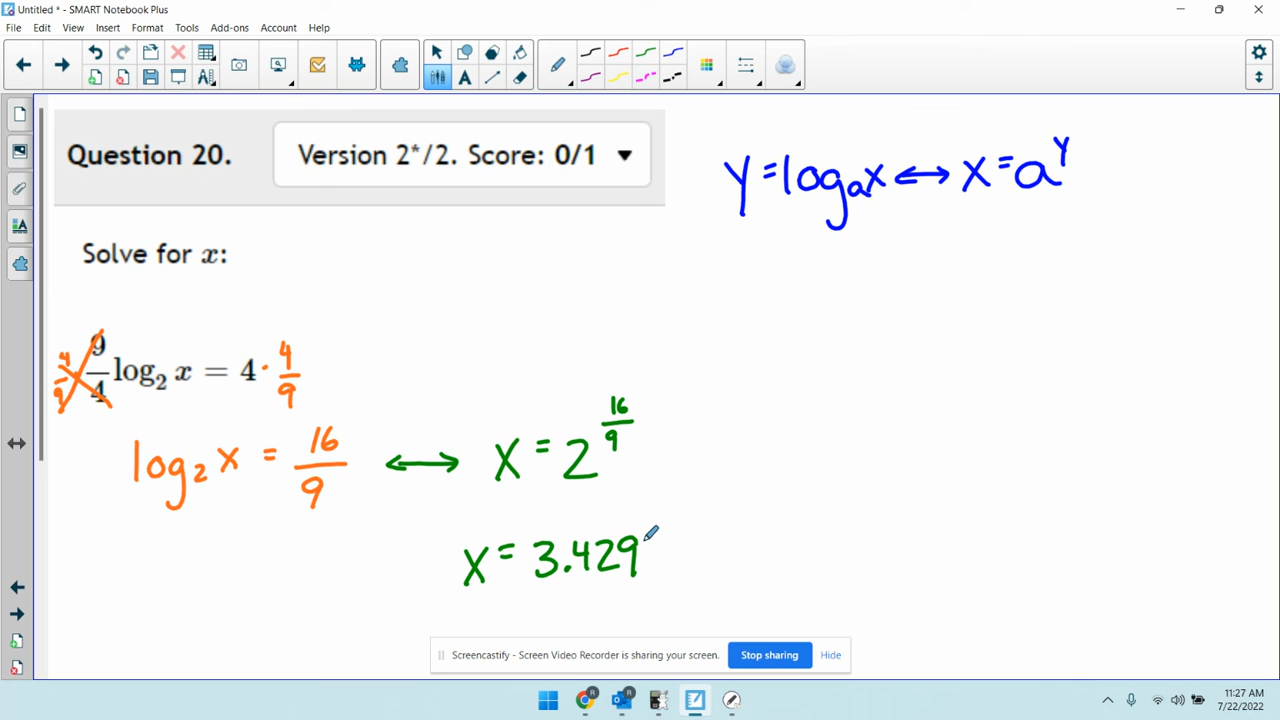 Untitled * - SMART Notebook Plus
File Edit View Insert Format Tools Add-ons Account Help
Question 20. Version 2*/2. Score: 0/1
y=logₐx ↔ x=a^y
Solve for x:
4/9 · 9/4 log₂ x = 4 · 4/9
log₂ x = 16/9 ↔ x = 2^(16/9)
x = 3.429
Screencastify - Screen Video Recorder is sharing your screen. Stop sharing Hide
11:27 AM
7/22/2022